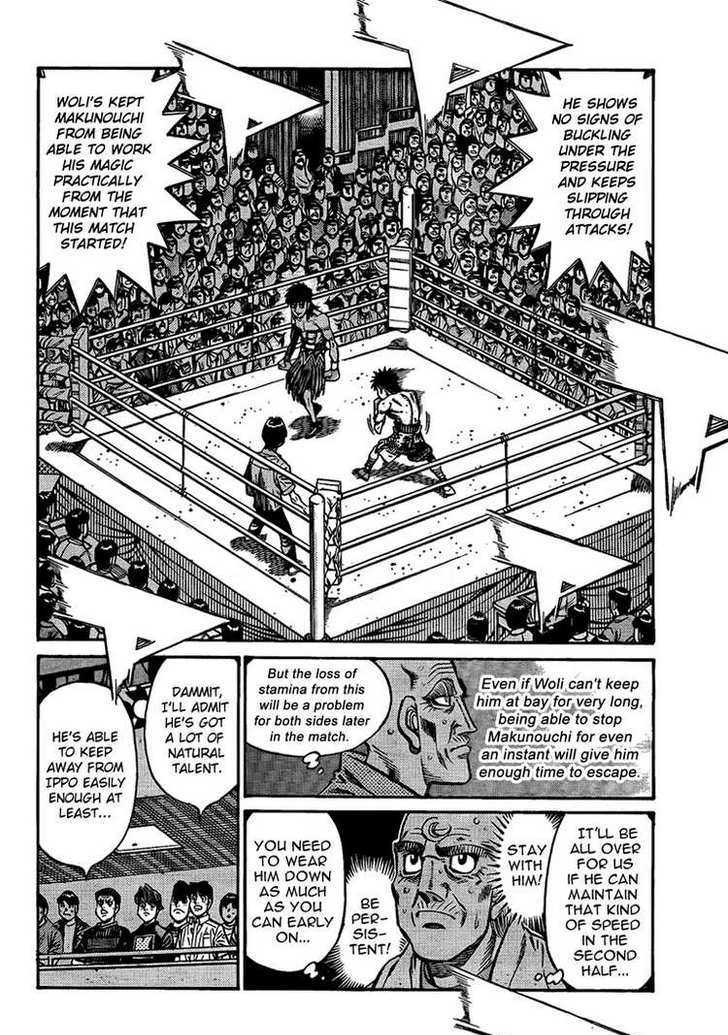 HE SHOWS
NO SIGNS OF
BUCKLING
UNDER THE
PRESSURE
AND KEEPS
SLIPPING
THROUGH
ATTACKS!
WOLI'S KEPT
MAKUNOUCHI
FROM BEING
ABLE TO WORK
HIS MAGIC
PRACTICALLY
FROM THE
MOMENT THAT
THIS MATCH
STARTED!
Even if Woli can't keep
him at bay for very long,
being able to stop
Makunouchi for even
an instant will give him
enough time to escape.
But the loss of
stamina from this
will be a problem
for both sides later
in the match.
DAMMIT,
I'LL ADMIT
HE'S GOT
A LOT OF
NATURAL
TALENT.
HE'S ABLE
TO KEEP
AWAY FROM
IPPO EASILY
ENOUGH AT
LEAST...
IT'LL BE
ALL OVER
FOR US
IF HE CAN
MAINTAIN
THAT KIND
OF SPEED
IN THE
SECOND
HALF...
STAY
WITH
HIM!
BE
PER-
SIS-
TENT!
YOU NEED
TO WEAR
HIM DOWN
AS MUCH
AS YOU
CAN EARLY
ON...